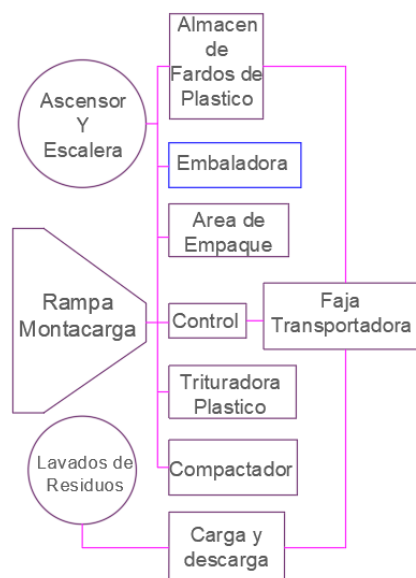 Almacen
de
Fardos de
Plastico
Ascensor
Y
Escalera
Embaladora
Area de
Empaque
Rampa
Montacarga
Control
Faja
Transportadora
Trituradora
Plastico
Lavados de
Residuos
Compactador
Carga y
descarga